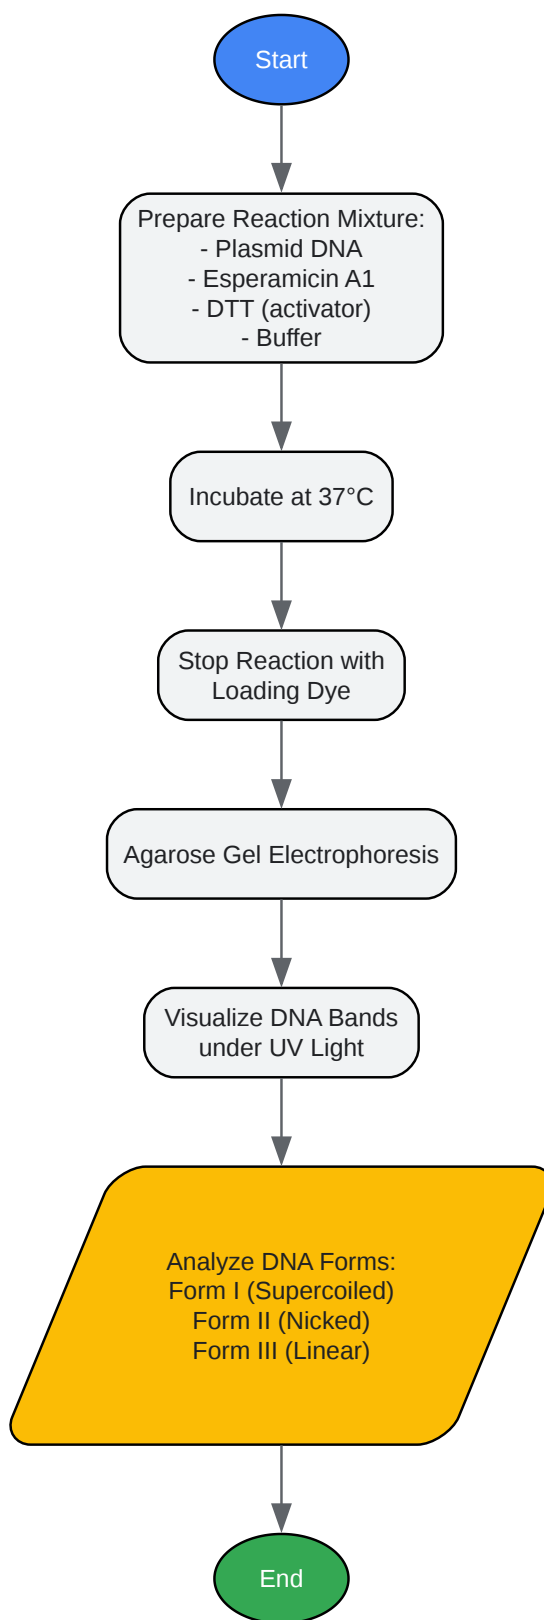 Start
Prepare Reaction Mixture:
- Plasmid DNA
- Esperamicin A1
- DTT (activator)
- Buffer
Incubate at 37°C
Stop Reaction with
Loading Dye
Agarose Gel Electrophoresis
Visualize DNA Bands
under UV Light
Analyze DNA Forms:
Form I (Supercoiled)
Form II (Nicked)
Form III (Linear)
End